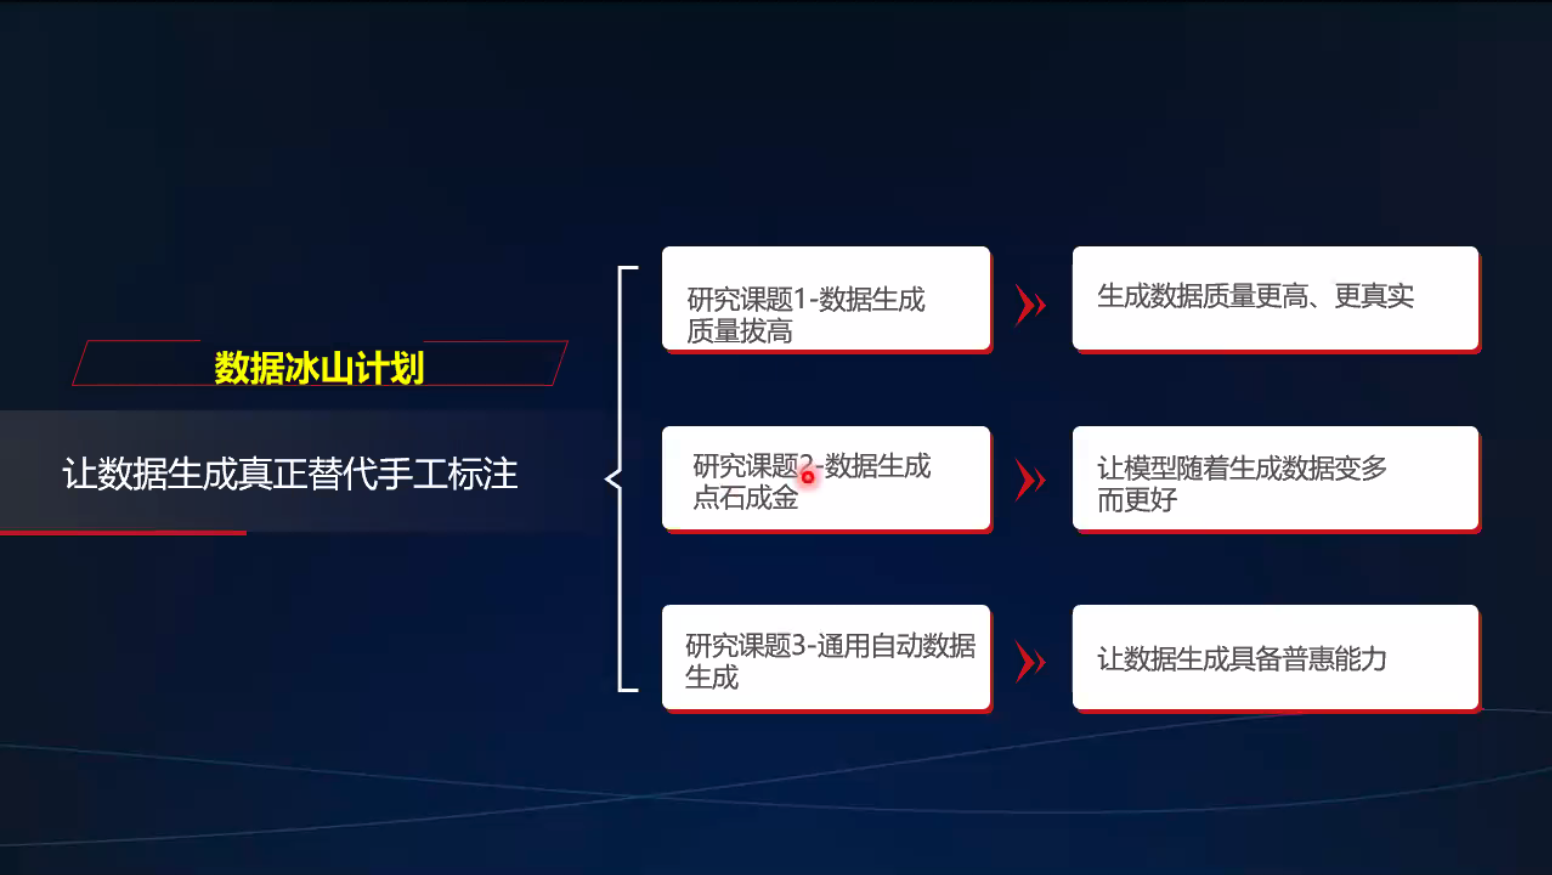 数据冰山计划
让数据生成真正替代手工标注
研究课题1-数据生成
质量拔高
生成数据质量更高、更真实
研究课题2-数据生成
点石成金
让模型随着生成数据变多
而更好
研究课题3-通用自动数据
生成
让数据生成具备普惠能力